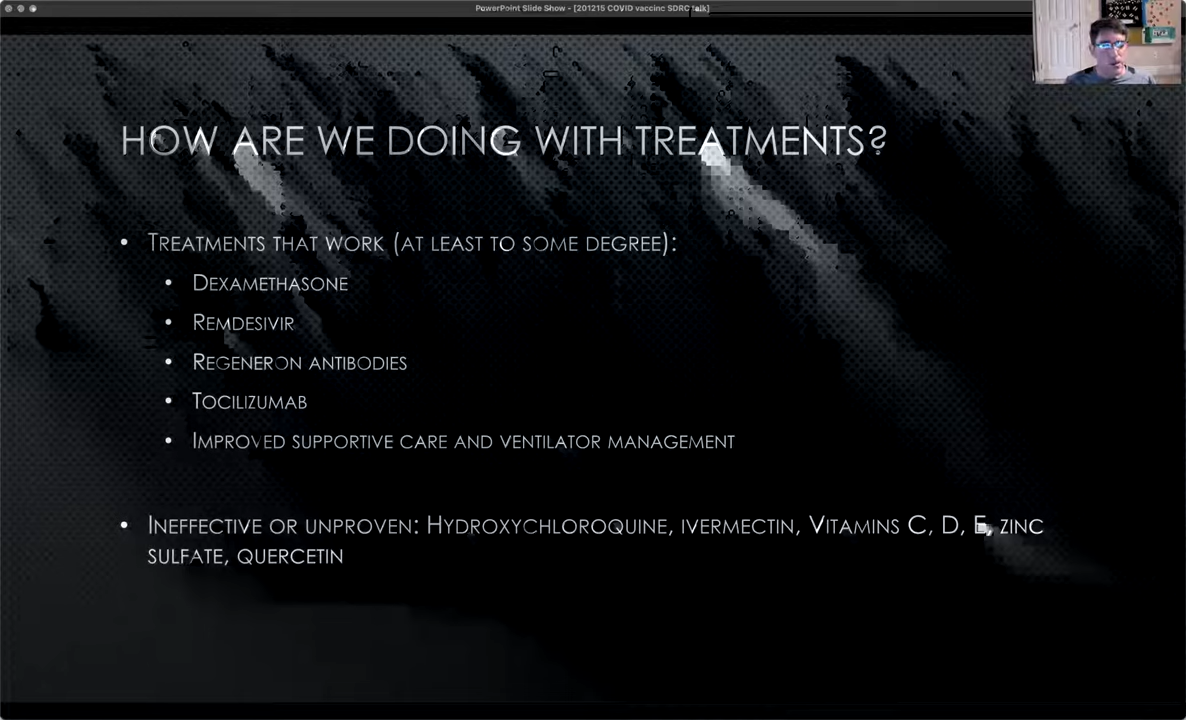 PowerPoint Slide Show - [201215 COVID vaccine SDRC talk]
HOW ARE WE DOING WITH TREATMENTS?
• TREATMENTS THAT WORK (AT LEAST TO SOME DEGREE):
• DEXAMETHASONE
• REMDESIVIR
• REGENERON ANTIBODIES
• TOCILIZUMAB
• IMPROVED SUPPORTIVE CARE AND VENTILATOR MANAGEMENT
• INEFFECTIVE OR UNPROVEN: HYDROXYCHLOROQUINE, IVERMECTIN, VITAMINS C, D, E, ZINC
SULFATE, QUERCETIN